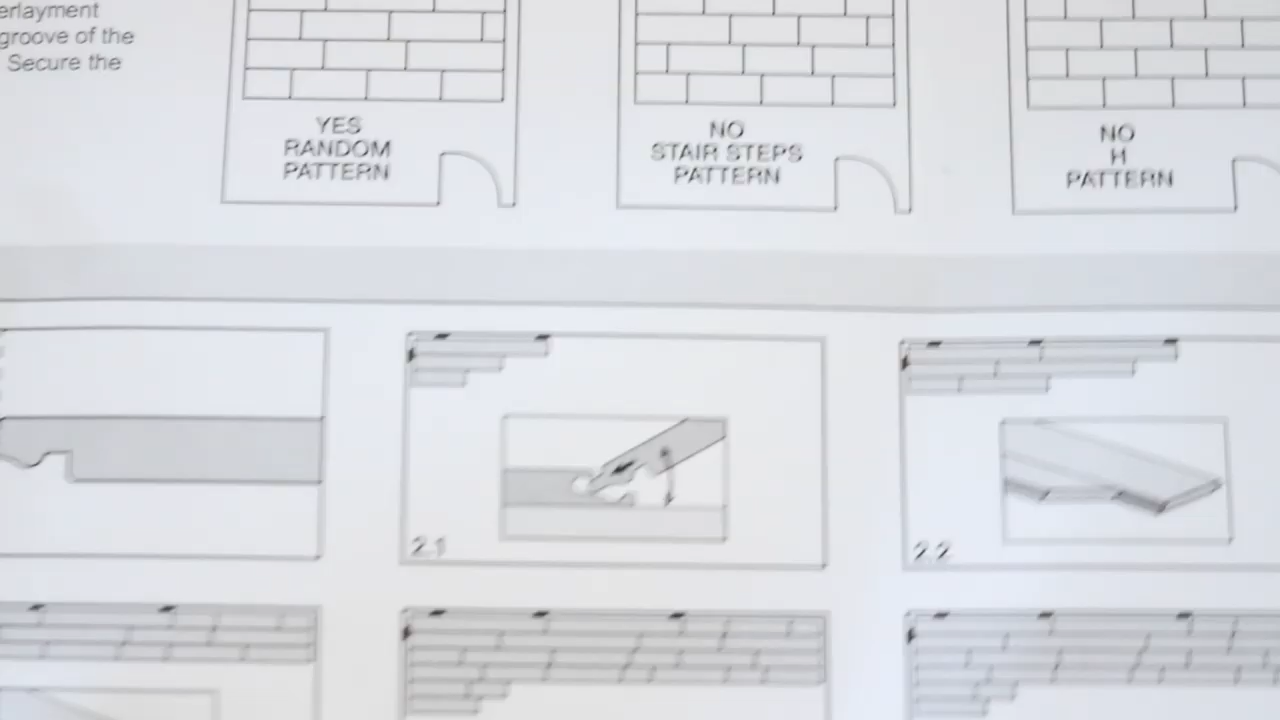 erlayment
groove of the
Secure the
YES
RANDOM
PATTERN
NO
STAIR STEPS
PATTERN
NO
H
PATTERN
2.1
2.2